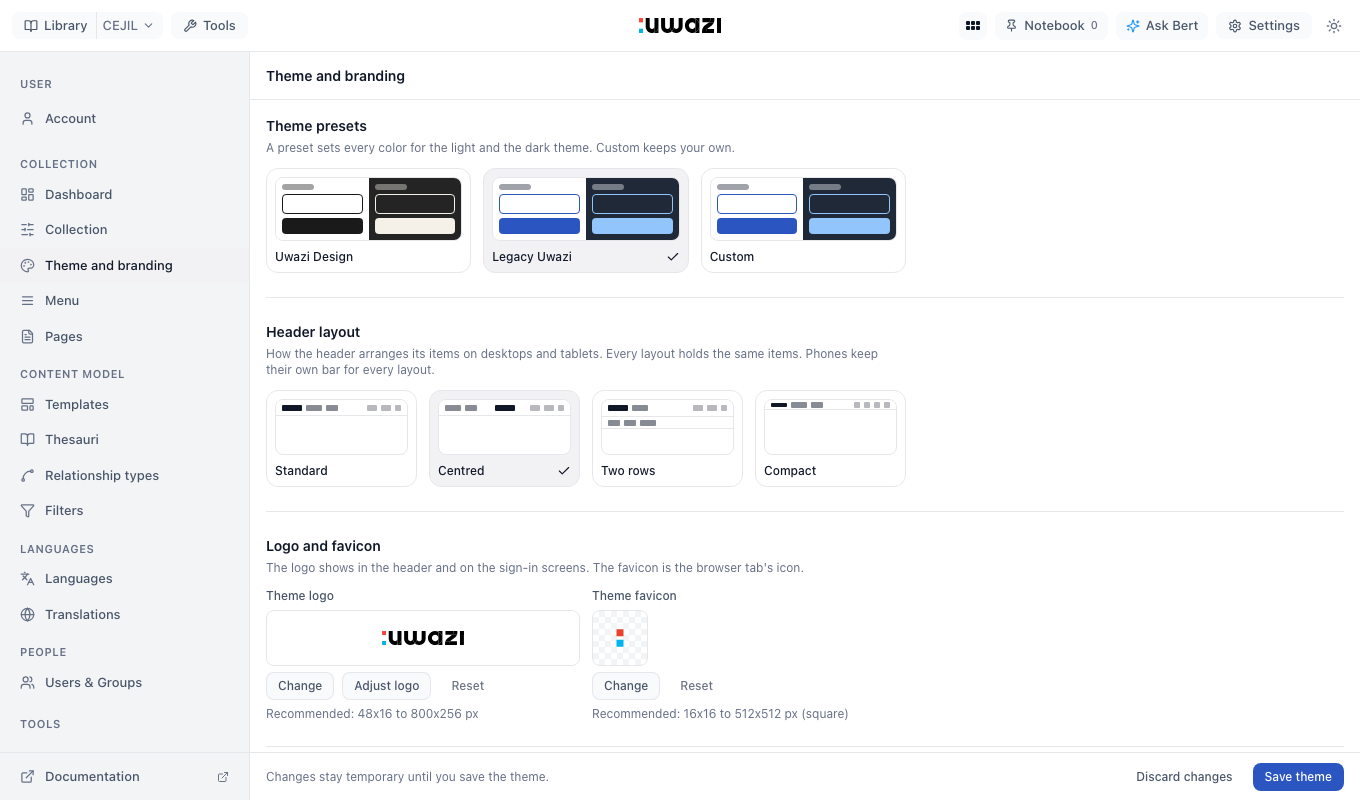 Library
CEJIL
Tools
uwazi
Notebook 0
Ask Bert
Settings
USER
Account
COLLECTION
Dashboard
Collection
Theme and branding
Menu
Pages
CONTENT MODEL
Templates
Thesauri
Relationship types
Filters
LANGUAGES
Languages
Translations
PEOPLE
Users & Groups
TOOLS
Documentation
Theme and branding
Theme presets
A preset sets every color for the light and the dark theme. Custom keeps your own.
Uwazi Design
Legacy Uwazi
Custom
Header layout
How the header arranges its items on desktops and tablets. Every layout holds the same items. Phones keep
their own bar for every layout.
Standard
Centred
Two rows
Compact
Logo and favicon
The logo shows in the header and on the sign-in screens. The favicon is the browser tab's icon.
Theme logo
uwazi
Change
Adjust logo
Reset
Recommended: 48x16 to 800x256 px
Theme favicon
Change
Reset
Recommended: 16x16 to 512x512 px (square)
Changes stay temporary until you save the theme.
Discard changes
Save theme